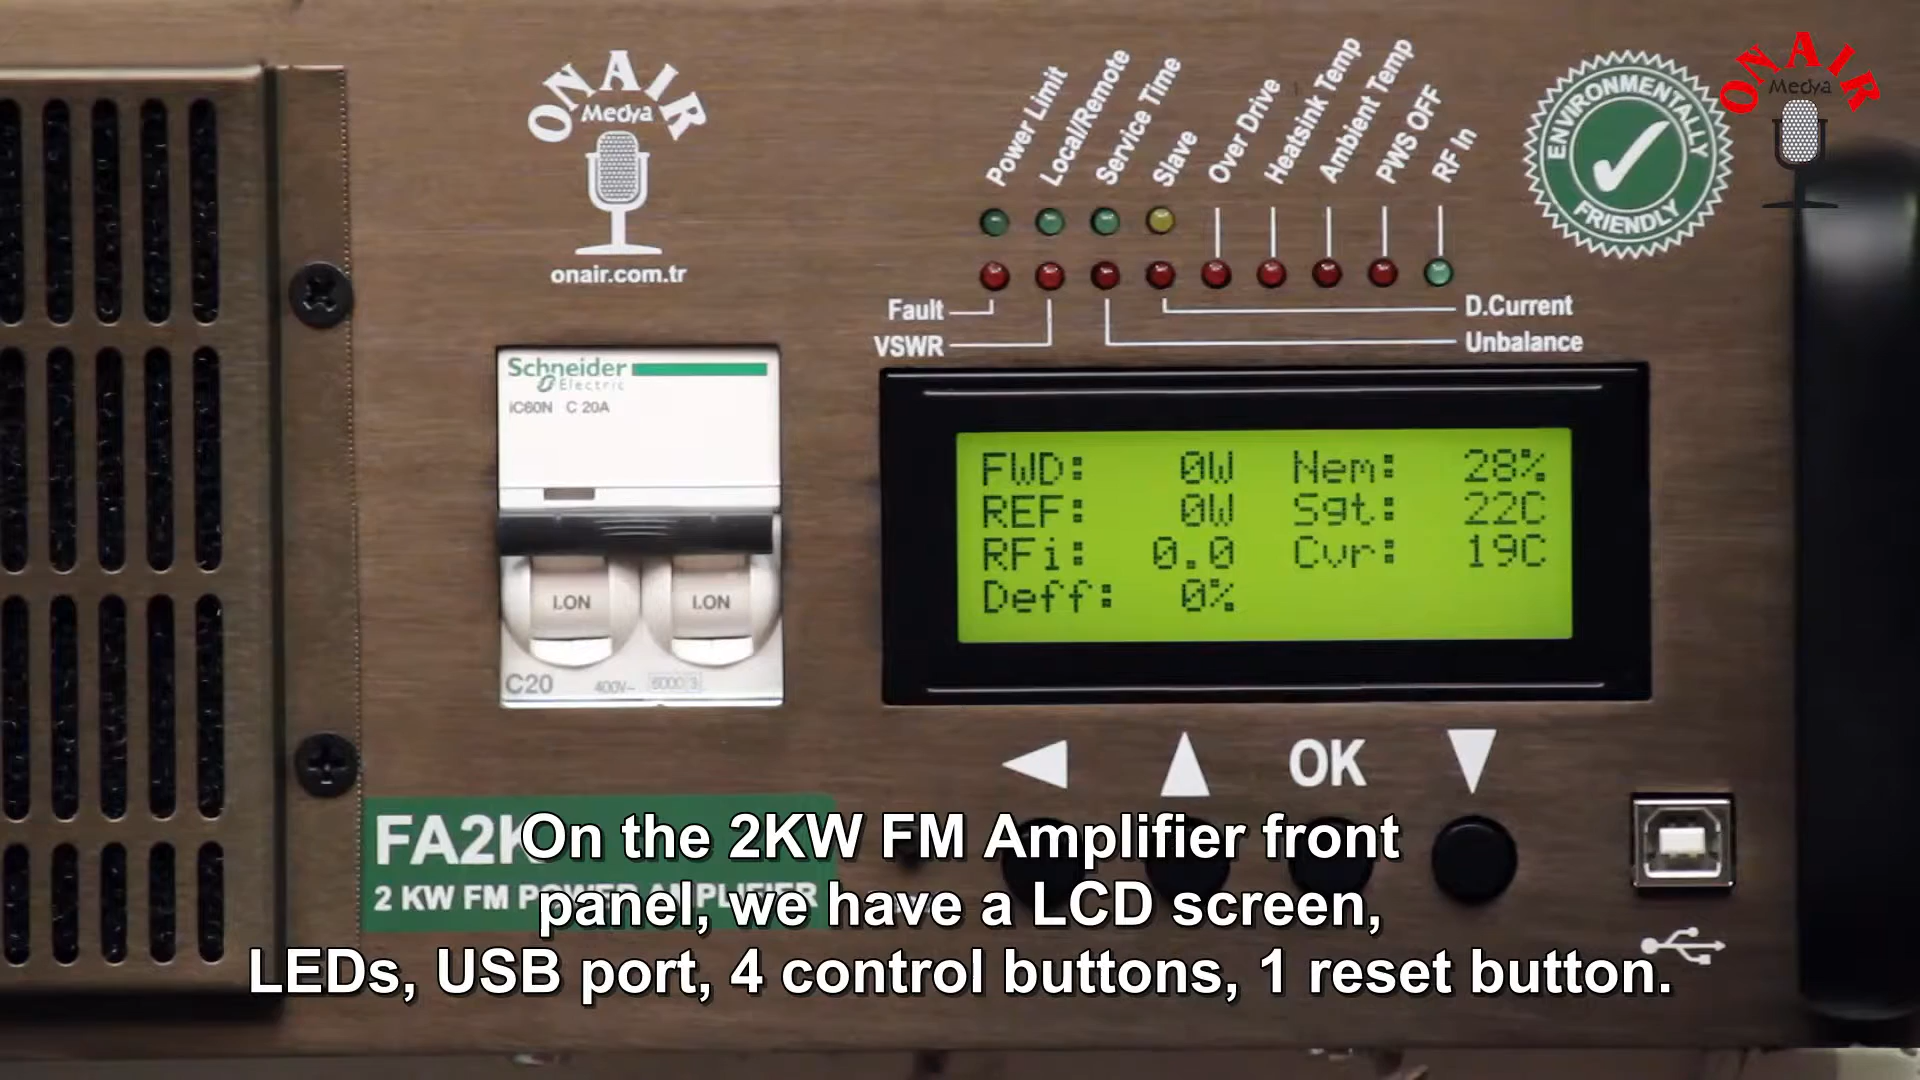 ONAIR
Medya
onair.com.tr
Power Limit
Local/Remote
Service Time
Slave
Over Drive
Heatsink Temp
Ambient Temp
PWS OFF
RF In
ENVIRONMENTALLY
FRIENDLY
ONAIR
Medya
Fault
VSWR
D.Current
Unbalance
Schneider
Electric
iC60N C 20A
I.ON I.ON
C20 400V~ 6000 3
FWD: 0W Nem: 28%
REF: 0W Sgt: 22C
RFi: 0.0 Cvr: 19C
Deff: 0%
OK
FA2K
2 KW FM POWER AMPLIFIER
On the 2KW FM Amplifier front
panel, we have a LCD screen,
LEDs, USB port, 4 control buttons, 1 reset button.